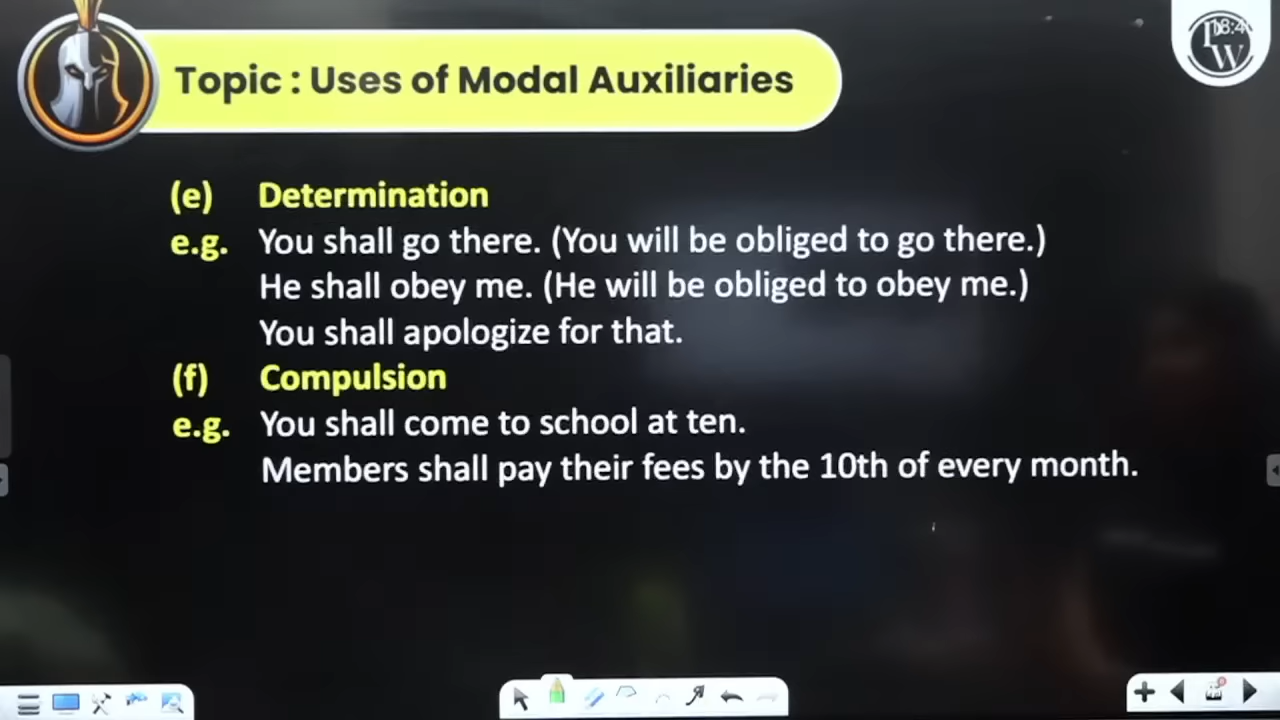 Topic : Uses of Modal Auxiliaries
(e) Determination
e.g. You shall go there. (You will be obliged to go there.)
He shall obey me. (He will be obliged to obey me.)
You shall apologize for that.
(f) Compulsion
e.g. You shall come to school at ten.
Members shall pay their fees by the 10th of every month.